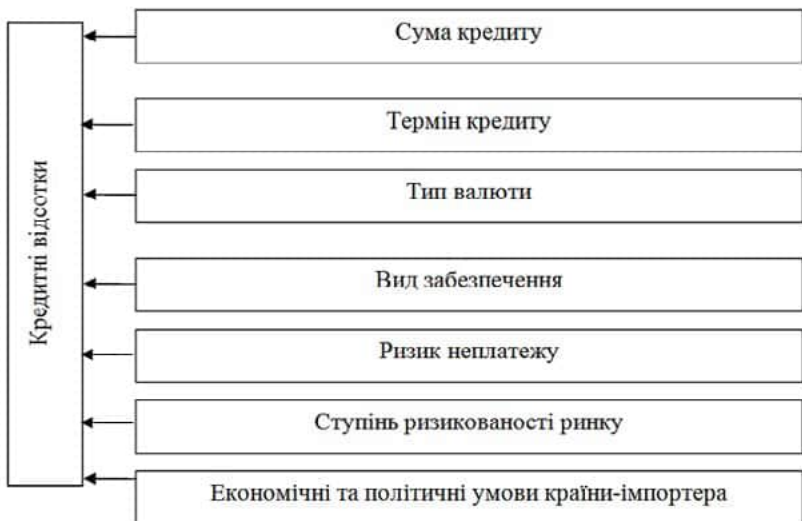 Кредитні відсотки
Сума кредиту
Термін кредиту
Тип валюти
Вид забезпечення
Ризик неплатежу
Ступінь ризикованості ринку
Економічні та політичні умови країни-імпортера